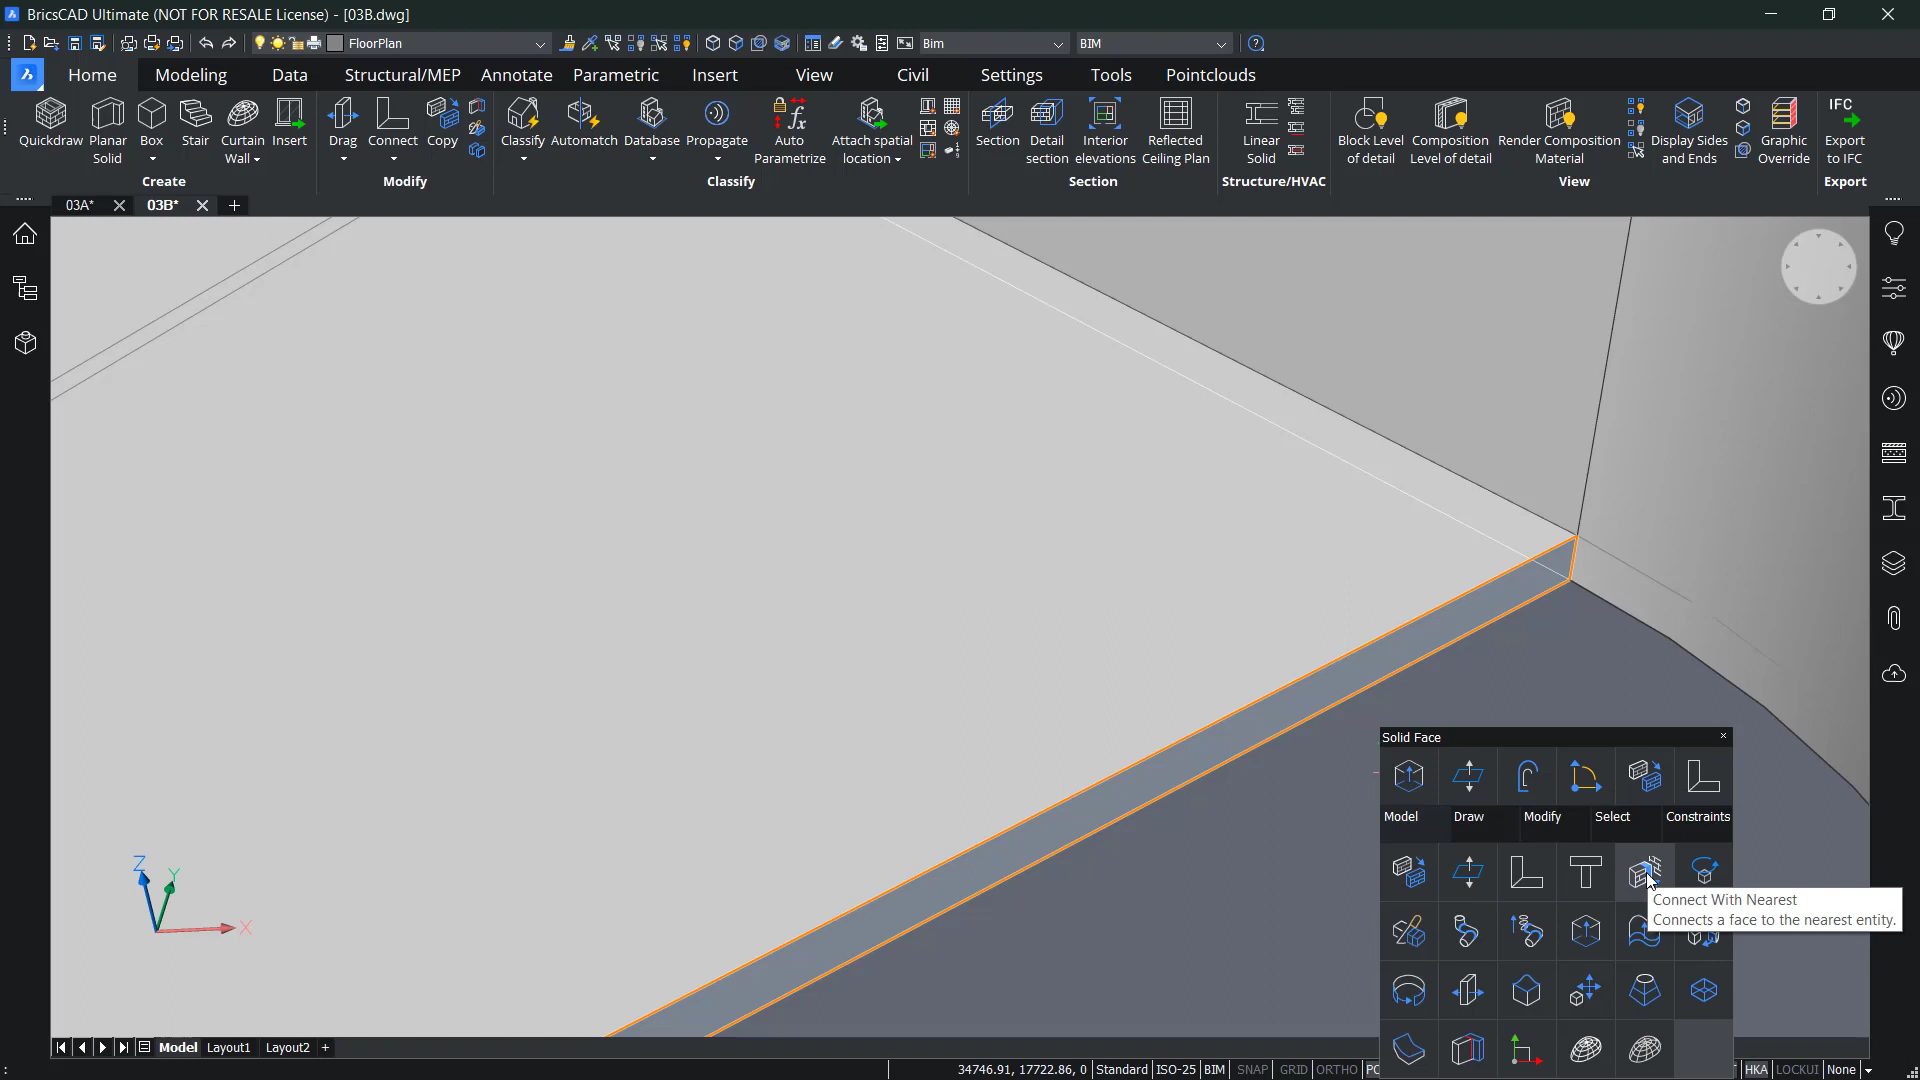 BricsCAD Ultimate (NOT FOR RESALE License) - [03B.dwg]
FloorPlan
Bim
BIM
Home
Modeling
Data
Structural/MEP
Annotate
Parametric
Insert
View
Civil
Settings
Tools
Pointclouds
Quickdraw
Planar
Solid
Box
Stair
Curtain
Wall
Insert
Drag
Connect
Copy
Classify
Automatch
Database
Propagate
Auto
Parametrize
Attach spatial
location
Section
Detail
section
Interior
elevations
Reflected
Ceiling Plan
Linear
Solid
Block Level
of detail
Composition
Level of detail
Render Composition
Material
Display Sides
and Ends
Graphic
Override
IFC
Export
to IFC
Create
Modify
Classify
Section
Structure/HVAC
View
Export
03A*
03B*
Z
Y
X
Solid Face
Model
Draw
Modify
Select
Constraints
Connect With Nearest
Connects a face to the nearest entity.
Model
Layout1
Layout2
:
34746.91, 17722.86, 0
Standard
ISO-25
BIM
SNAP
GRID
ORTHO
HKA
LOCKUI
None